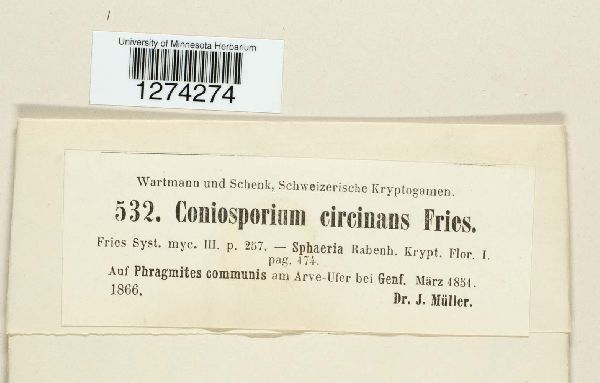 University of Minnesota Herbarium
1274274
Wartmann und Schenk, Schweizerische Kryptogamen.
532. Coniosporium circinans Fries.
Fries Syst. myc. III. p. 257. — Sphaeria Rabenh. Krypt. Flor. I.
pag. 174.
Auf Phragmites communis am Arve-Ufer bei Genf. März 1851.
1866.
Dr. J. Müller.